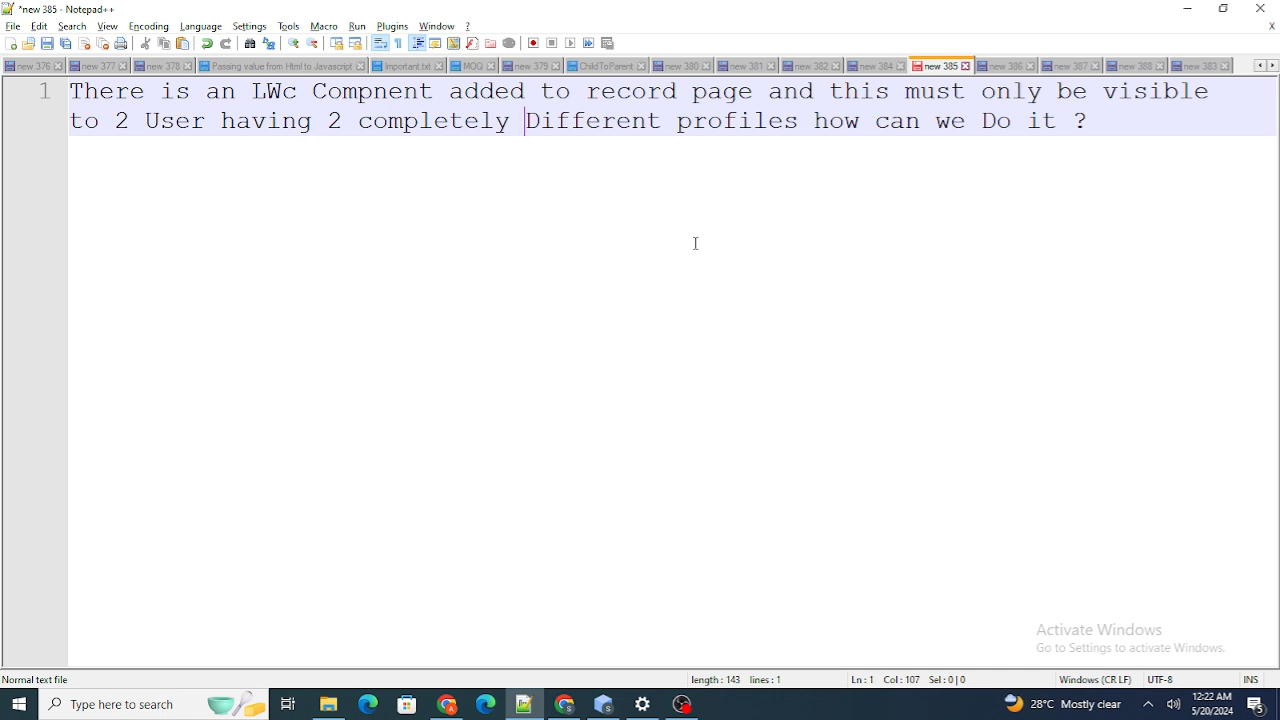 *new 385 - Notepad++
File Edit Search View Encoding Language Settings Tools Macro Run Plugins Window ?
new 376 new 377 new 378 Passing value from Html to Javascript Important.txt MOG new 379 ChildToParent new 380 new 381 new 382 new 384 new 385 new 386 new 387 new 388 new 383
1 There is an LWc Compnent added to record page and this must only be visible
to 2 User having 2 completely Different profiles how can we Do it ?
Activate Windows
Go to Settings to activate Windows.
Normal text file length : 143 lines : 1 Ln : 1 Col : 107 Sel : 0 | 0 Windows (CR LF) UTF-8 INS
Type here to search 28°C Mostly clear 12:22 AM
5/20/2024 5